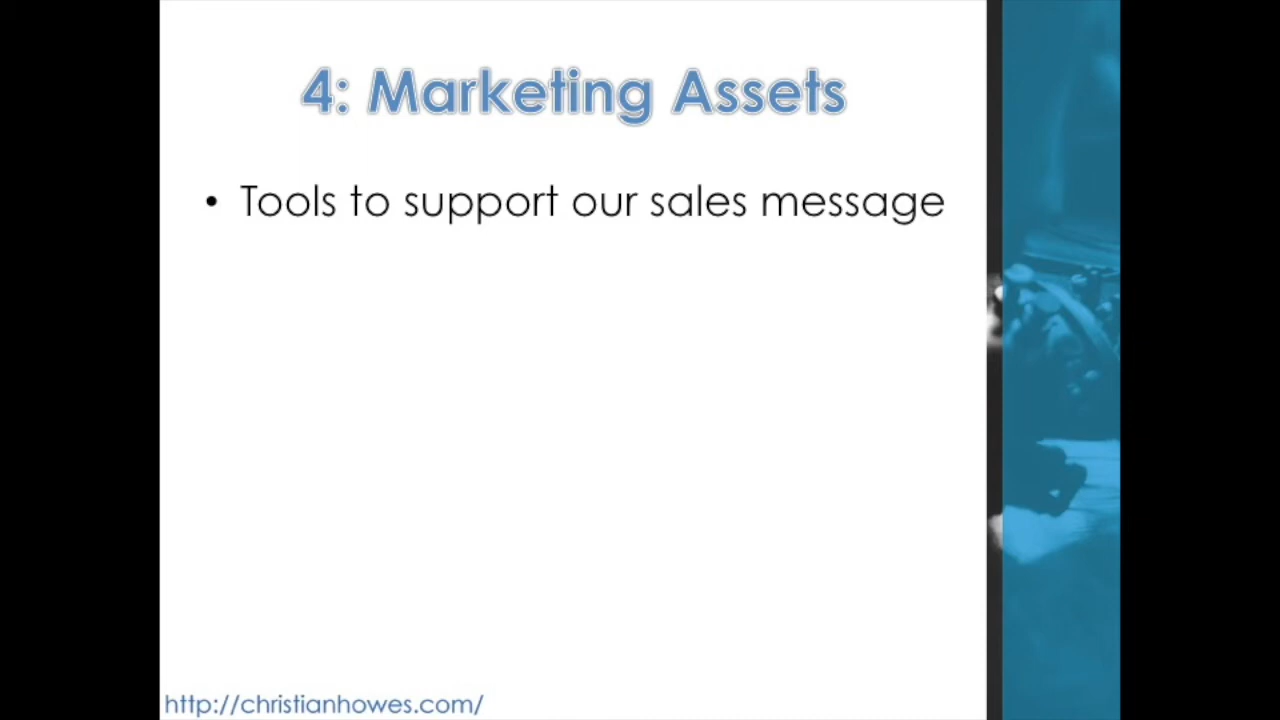 4: Marketing Assets
• Tools to support our sales message
http://christianhowes.com/